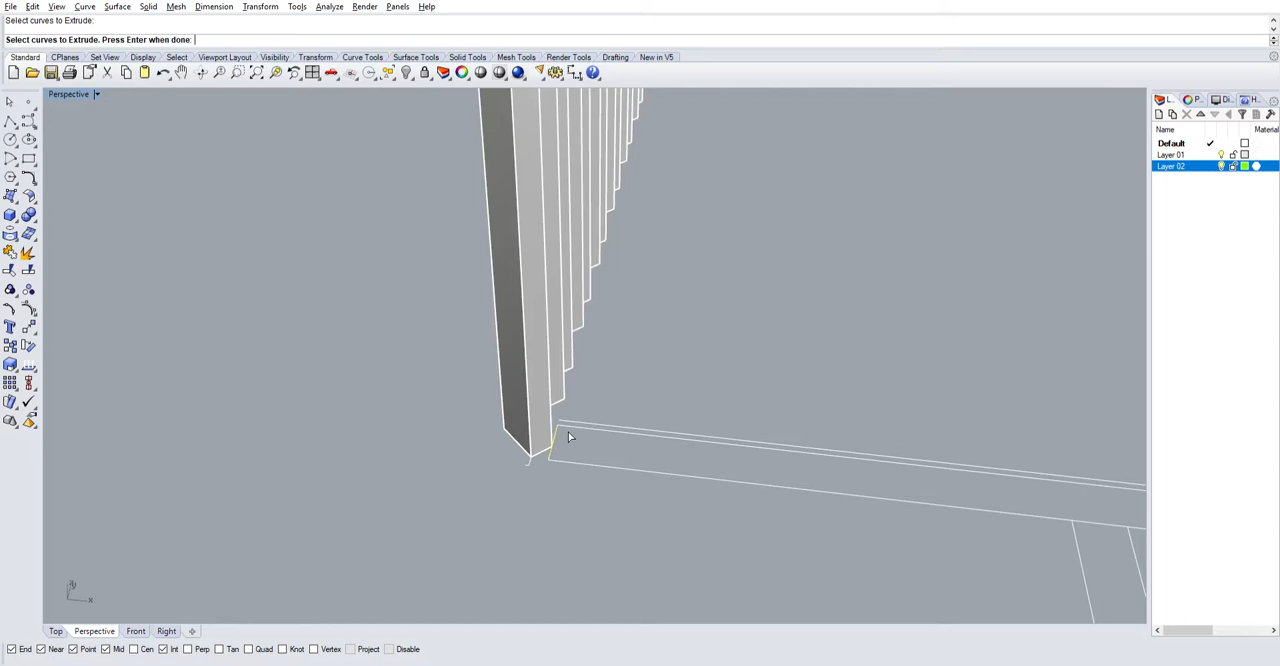 File Edit View Curve Surface Solid Mesh Dimension Transform Tools Analyze Render Panels Help
Select curves to Extrude:
Select curves to Extrude. Press Enter when done:
Standard CPlanes Set View Display Select Viewport Layout Visibility Transform Curve Tools Surface Tools Solid Tools Mesh Tools Render Tools Drafting New in V5
Perspective
L... P... Di... H...
Name Material
Default
Layer 01
Layer 02
x
Top Perspective Front Right
End Near Point Mid Cen Int Perp Tan Quad Knot Vertex Project Disable